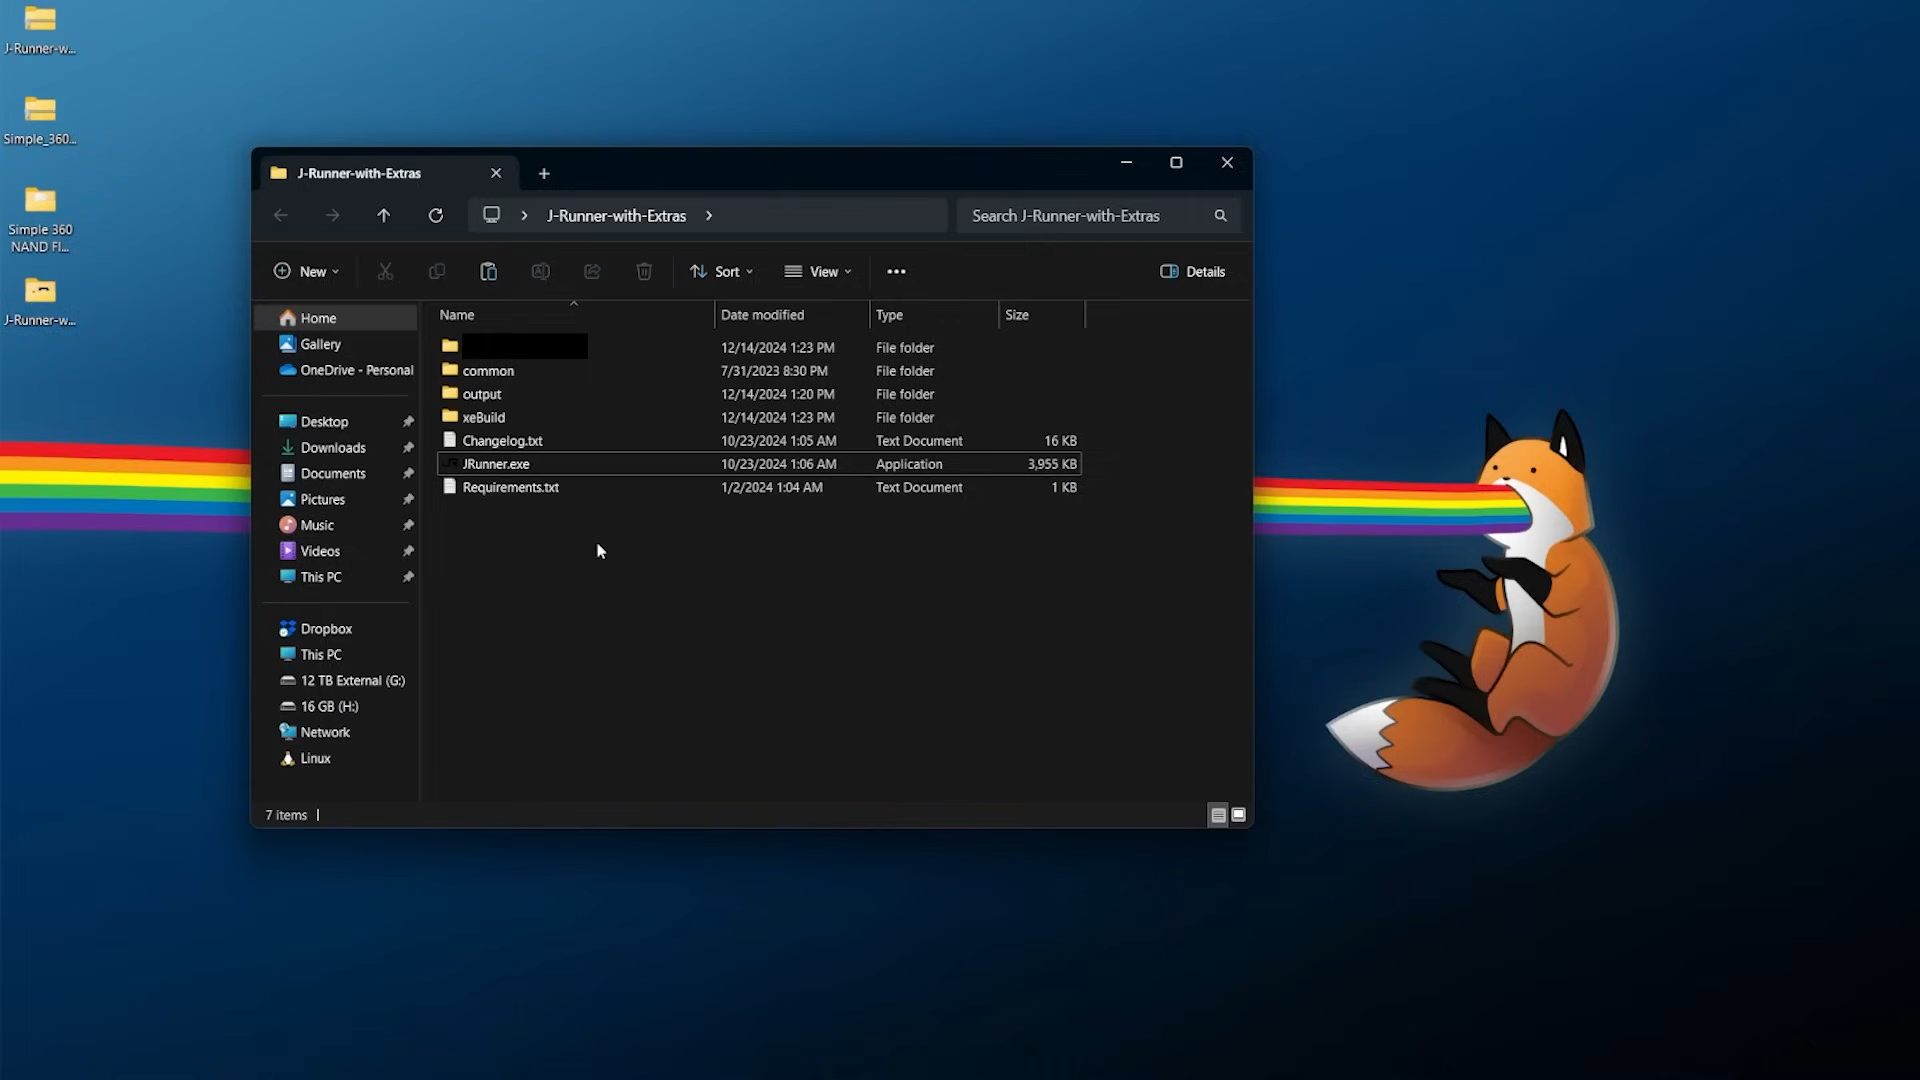 J-Runner-w...
Simple_360...
Simple 360
NAND Fl...
J-Runner-w...
J-Runner-with-Extras
J-Runner-with-Extras
Search J-Runner-with-Extras
New
Sort
View
Details
Home
Gallery
OneDrive - Personal
Desktop
Downloads
Documents
Pictures
Music
Videos
This PC
Dropbox
This PC
12 TB External (G:)
16 GB (H:)
Network
Linux
Name Date modified Type Size
12/14/2024 1:23 PM File folder
common 7/31/2023 8:30 PM File folder
output 12/14/2024 1:20 PM File folder
xeBuild 12/14/2024 1:23 PM File folder
Changelog.txt 10/23/2024 1:05 AM Text Document 16 KB
JRunner.exe 10/23/2024 1:06 AM Application 3,955 KB
Requirements.txt 1/2/2024 1:04 AM Text Document 1 KB
7 items